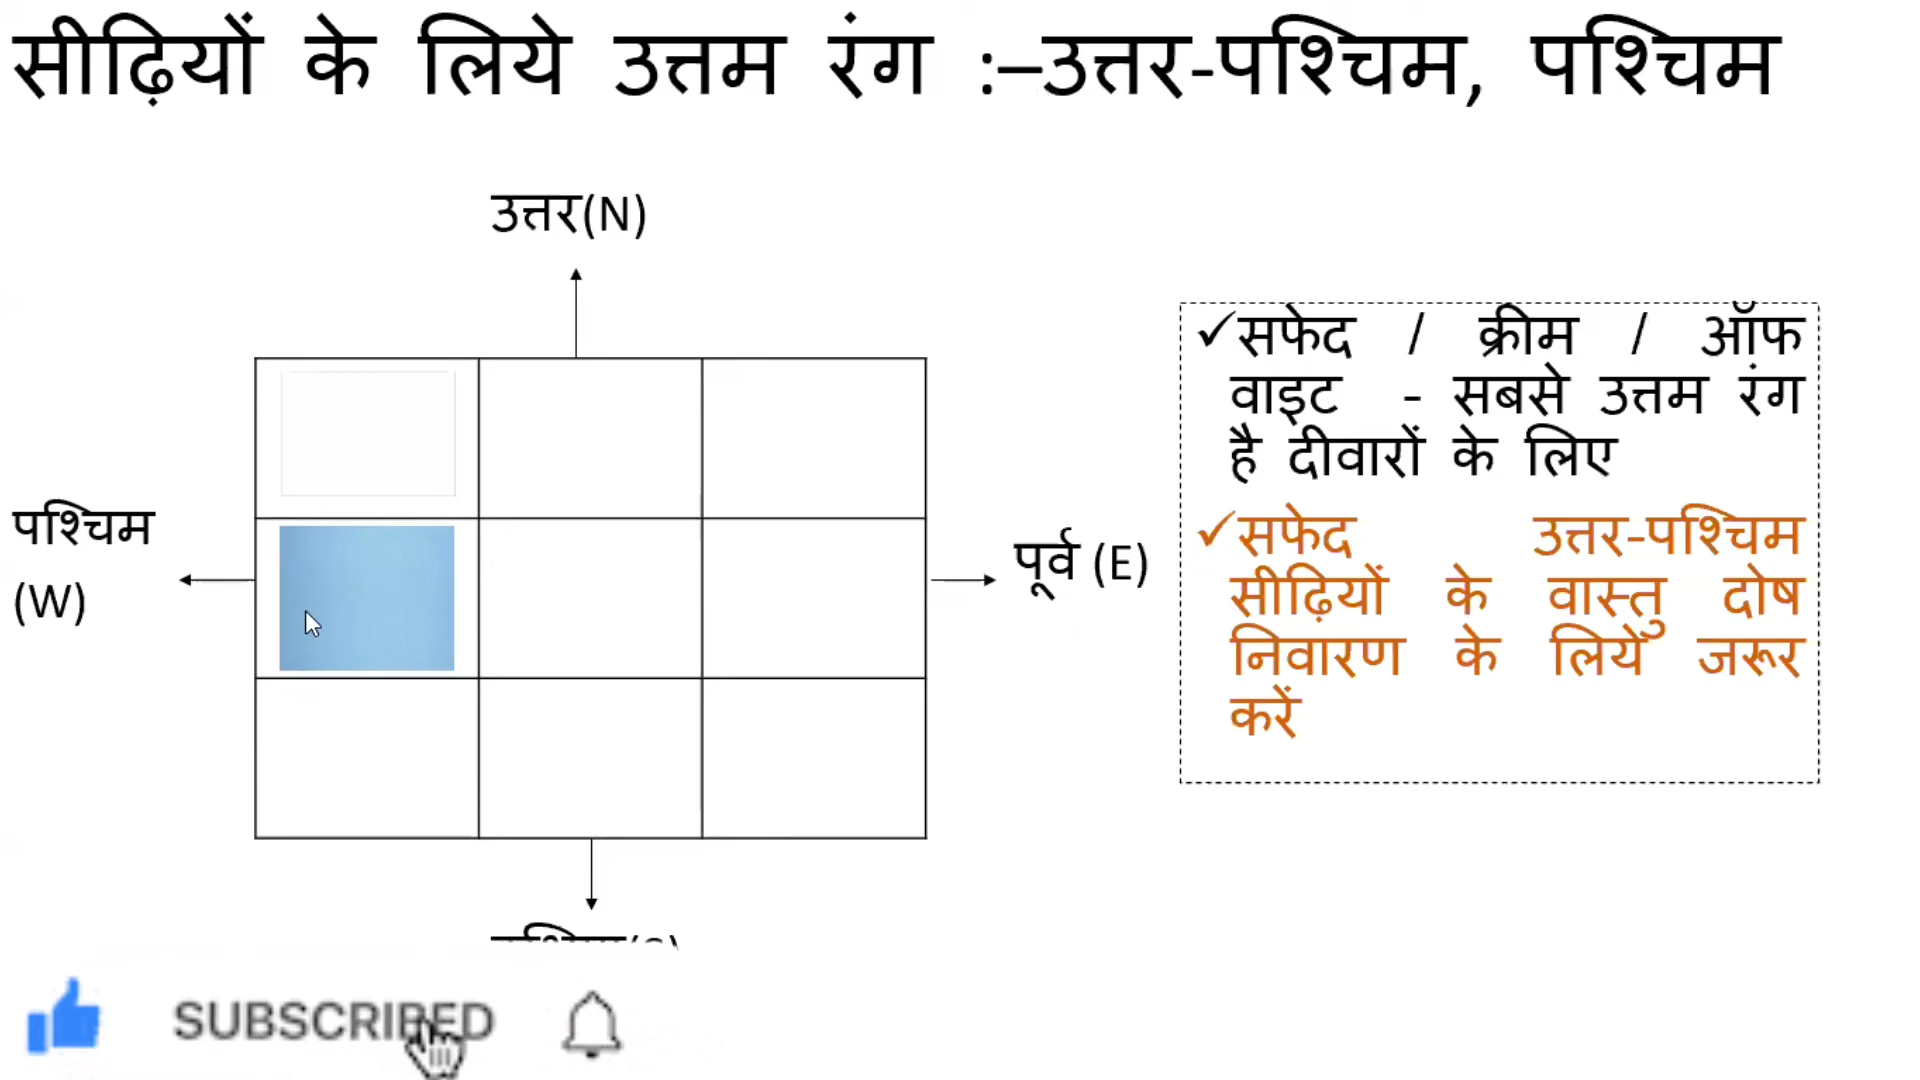 सीढ़ियों के लिये उत्तम रंग :–उत्तर-पश्चिम, पश्चिम
उत्तर(N)
पश्चिम
(W)
पूर्व (E)
✓सफेद / क्रीम / ऑफ
वाइट - सबसे उत्तम रंग
है दीवारों के लिए
✓सफेद उत्तर-पश्चिम
सीढ़ियों के वास्तु दोष
निवारण के लिये जरूर
करें
SUBSCRIBED